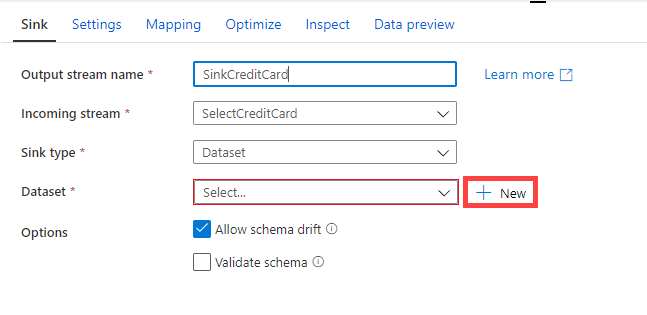 Sink Settings Mapping Optimize Inspect Data preview
Output stream name * SinkCreditCard Learn more
Incoming stream * SelectCreditCard
Sink type * Dataset
Dataset * Select... + New
Options Allow schema drift
Validate schema